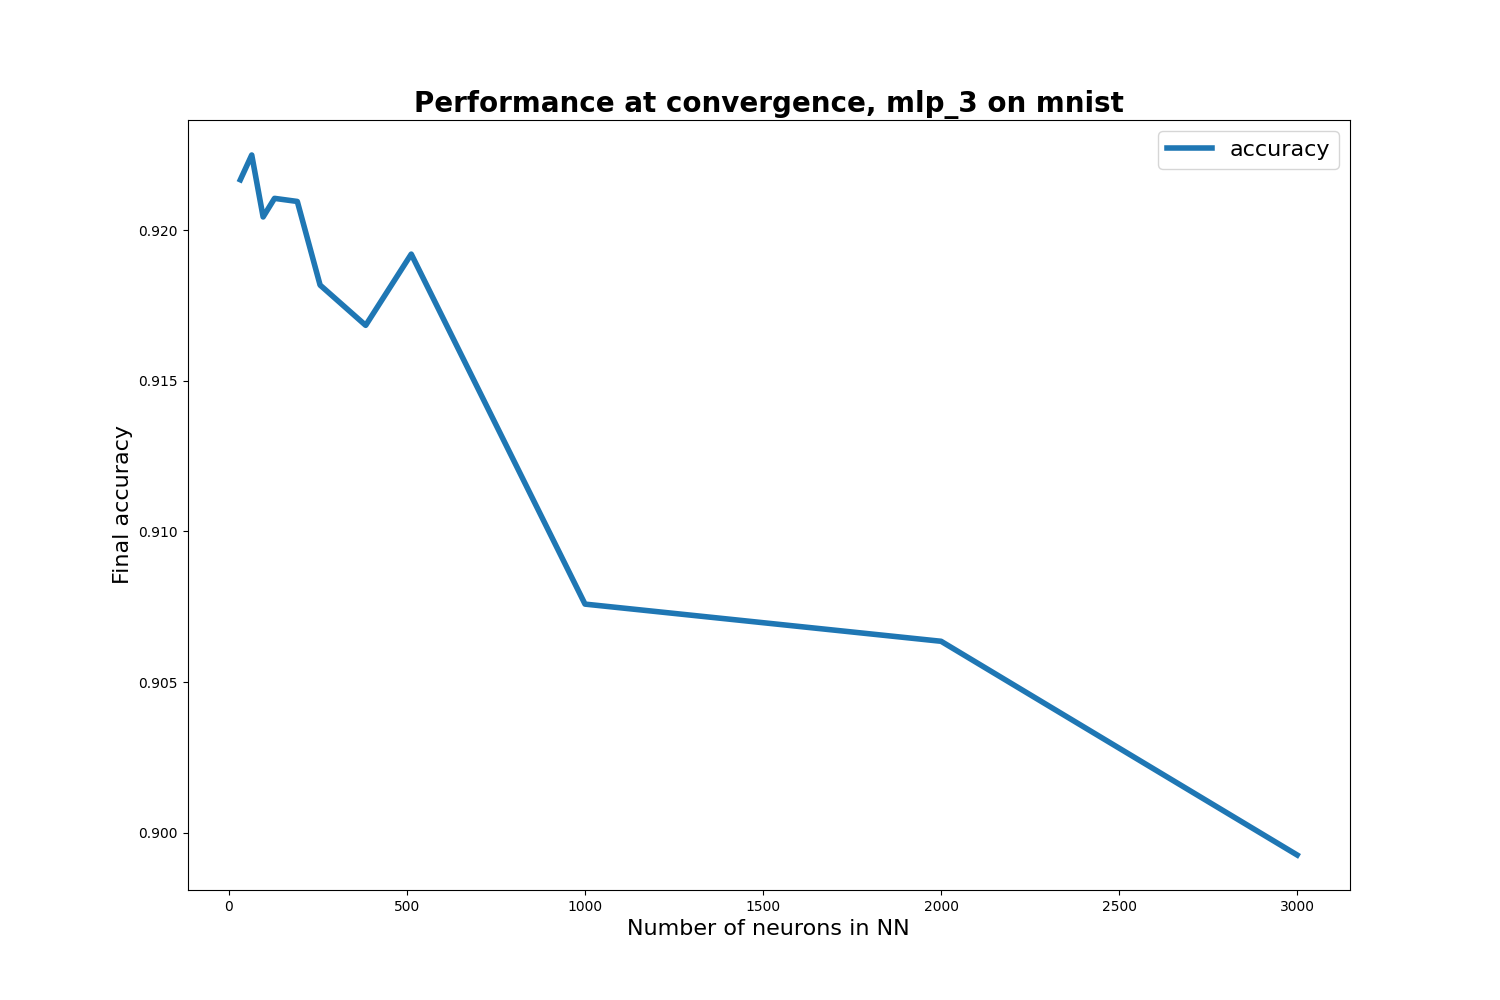 Performance at convergence, mlp_3 on mnist
accuracy
0.920
0.915
0.910
0.905
0.900
Final accuracy
0 500 1000 1500 2000 2500 3000
Number of neurons in NN